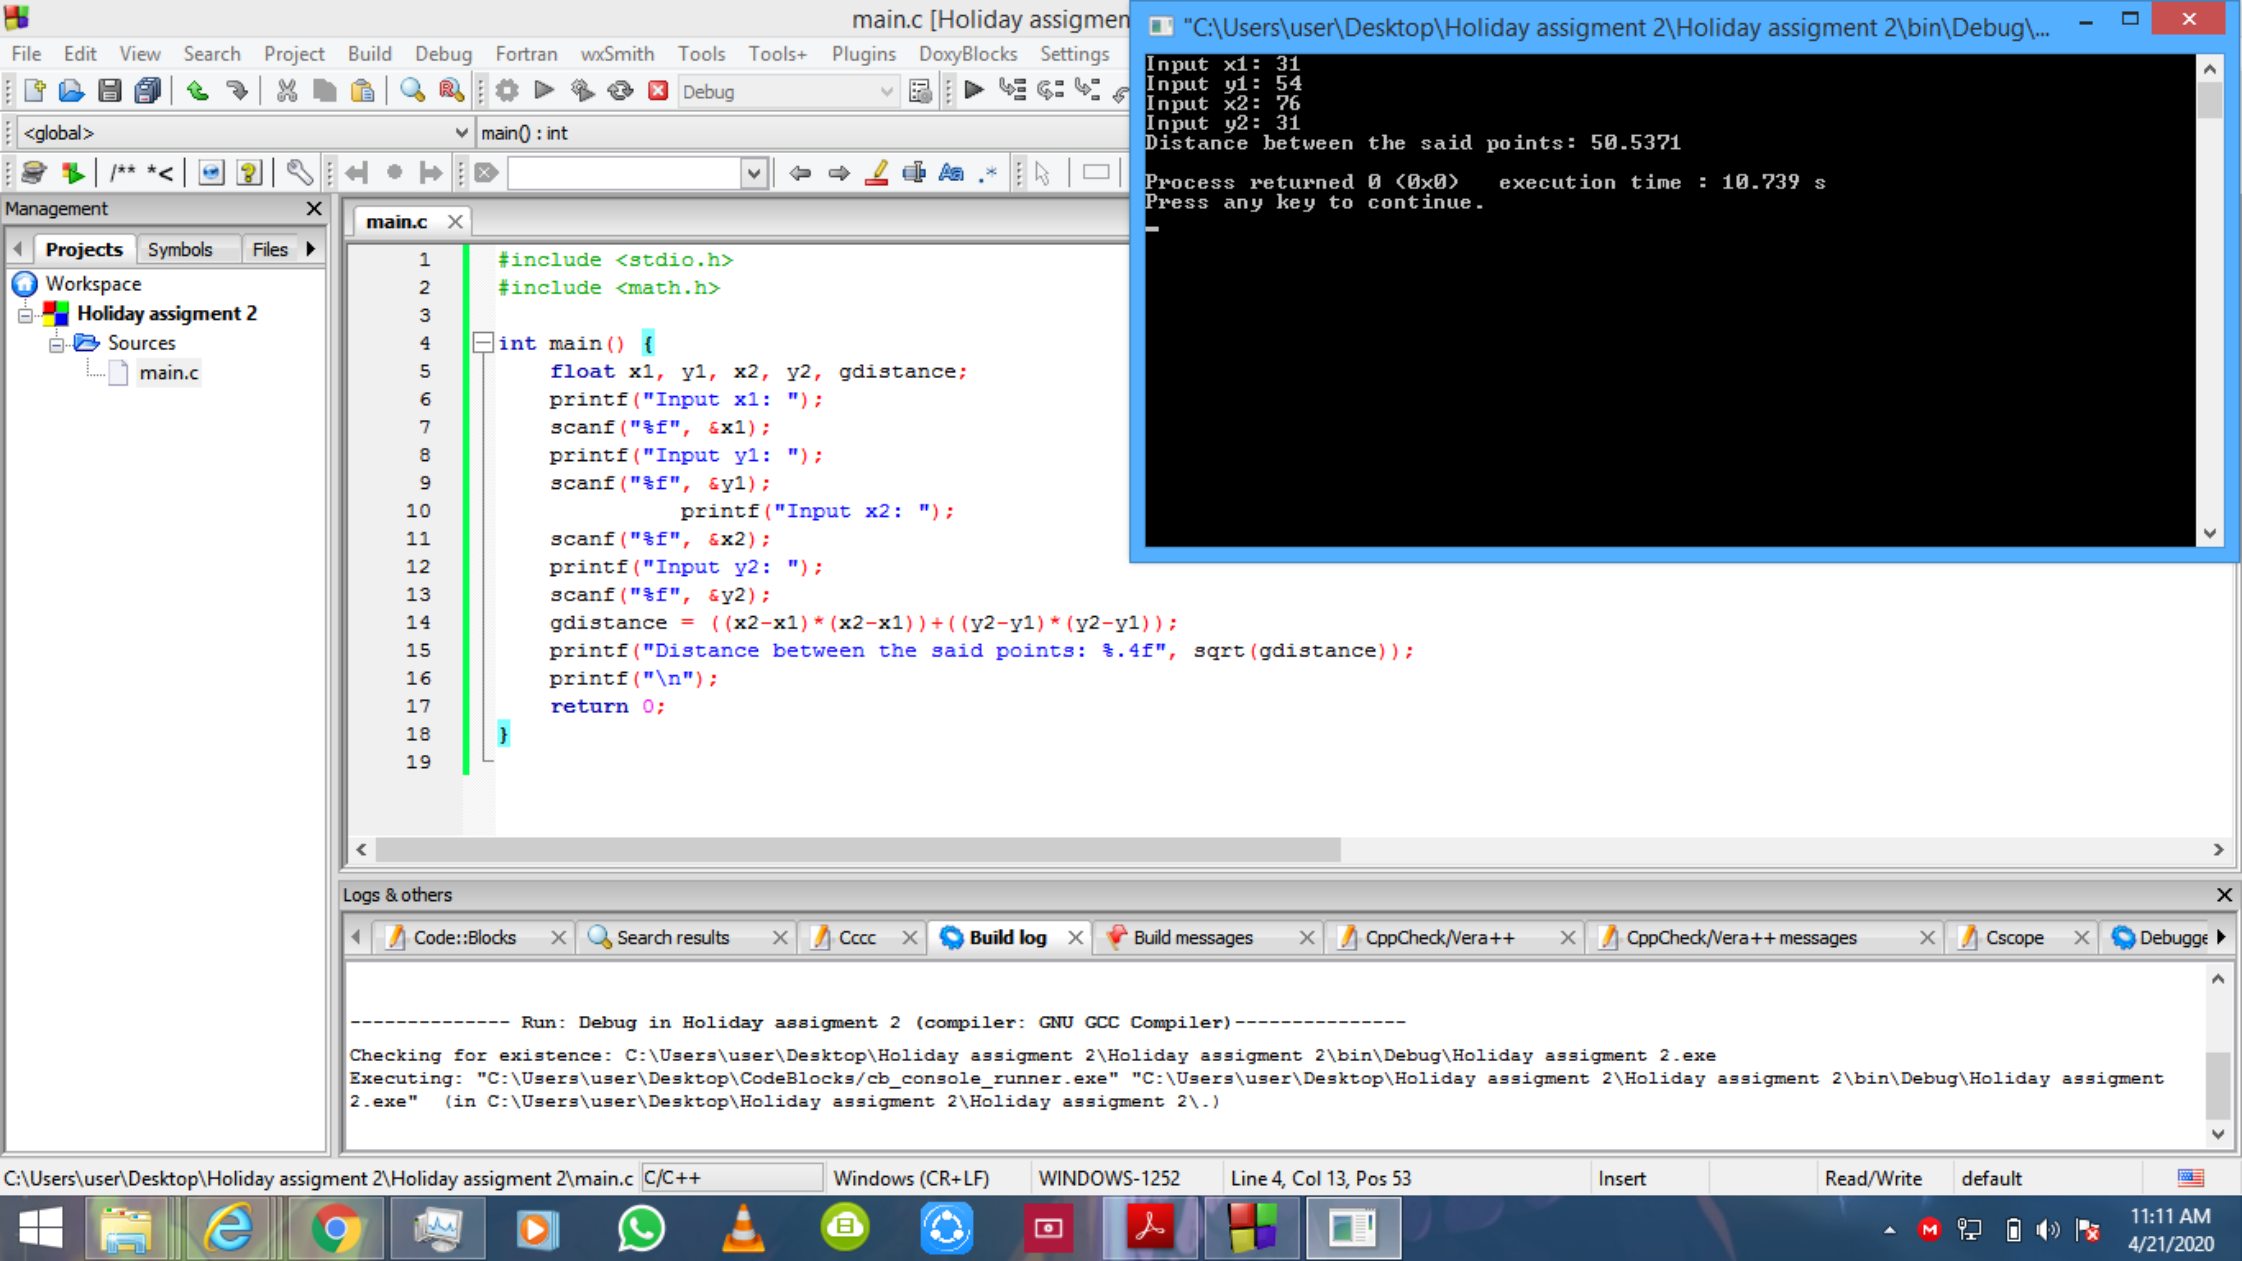 main.c [Holiday assigmen
"C:\Users\user\Desktop\Holiday assigment 2\Holiday assigment 2\bin\Debug\...
File Edit View Search Project Build Debug Fortran wxSmith Tools Tools+ Plugins DoxyBlocks Settings
Debug
<global> main() : int
/** *<
Input x1: 31
Input y1: 54
Input x2: 76
Input y2: 31
Distance between the said points: 50.5371
Process returned 0 (0x0)   execution time : 10.739 s
Press any key to continue.
Management
Projects Symbols Files
Workspace
Holiday assigment 2
Sources
main.c
main.c
1 #include <stdio.h>
2 #include <math.h>
3
4 int main() {
5     float x1, y1, x2, y2, gdistance;
6     printf("Input x1: ");
7     scanf("%f", &x1);
8     printf("Input y1: ");
9     scanf("%f", &y1);
10               printf("Input x2: ");
11     scanf("%f", &x2);
12     printf("Input y2: ");
13     scanf("%f", &y2);
14     gdistance = ((x2-x1)*(x2-x1))+((y2-y1)*(y2-y1));
15     printf("Distance between the said points: %.4f", sqrt(gdistance));
16     printf("\n");
17     return 0;
18 }
19
Logs & others
Code::Blocks Search results Cccc Build log Build messages CppCheck/Vera++ CppCheck/Vera++ messages Cscope Debugge
-------------- Run: Debug in Holiday assigment 2 (compiler: GNU GCC Compiler)---------------
Checking for existence: C:\Users\user\Desktop\Holiday assigment 2\Holiday assigment 2\bin\Debug\Holiday assigment 2.exe
Executing: "C:\Users\user\Desktop\CodeBlocks/cb_console_runner.exe" "C:\Users\user\Desktop\Holiday assigment 2\Holiday assigment 2\bin\Debug\Holiday assigment
2.exe"  (in C:\Users\user\Desktop\Holiday assigment 2\Holiday assigment 2\.)
C:\Users\user\Desktop\Holiday assigment 2\Holiday assigment 2\main.c C/C++ Windows (CR+LF) WINDOWS-1252 Line 4, Col 13, Pos 53 Insert Read/Write default
11:11 AM
4/21/2020